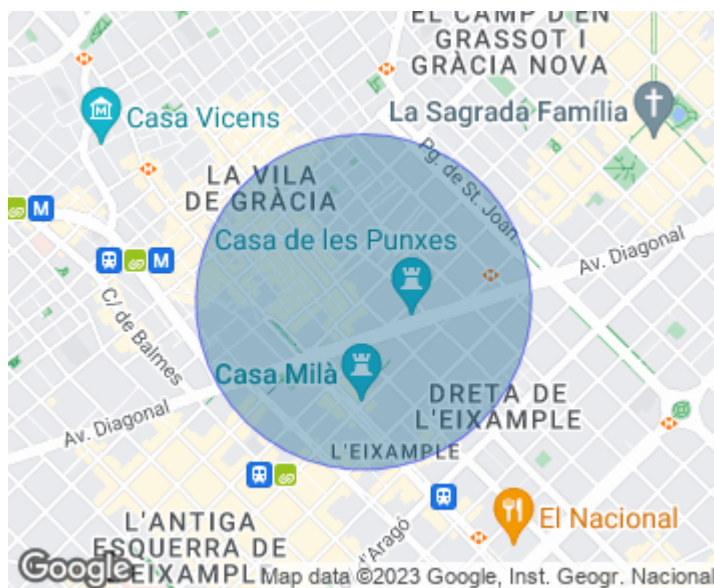 EL CAMP D'EN
GRASSOT I
GRÀCIA NOVA
La Sagrada Família
Casa Vicens
Pg. de St. Joan
LA VILA
DE GRÀCIA
Casa de les Punxes
M
M
Av. Diagonal
C/ de Balmes
Casa Milà
DRETA DE
L'EIXAMPLE
Av. Diagonal
L'EIXAMPLE
El Nacional
L'ANTIGA
ESQUERRA DE
L'EIXAMPLE
d'Aragó
Google
Map data ©2023 Google, Inst. Geogr. Nacional